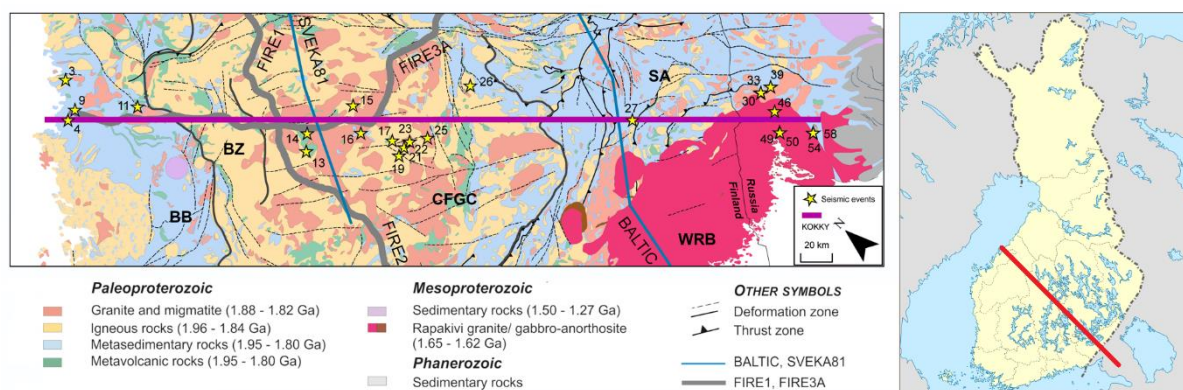 FIRE1
SVEKA81
FIRE3A
SA
3
9
4
11
26
27
33
39
30
46
15
14
16
17
23
25
22
21
19
13
49
50
58
54
BZ
BB
CFGC
FIRE2
BALTIC
WRB
Russia
Finland
Seismic events
KOKKY
20 km
N
Paleoproterozoic
Granite and migmatite (1.88 - 1.82 Ga)
Igneous rocks (1.96 - 1.84 Ga)
Metasedimentary rocks (1.95 - 1.80 Ga)
Metavolcanic rocks (1.95 - 1.80 Ga)
Mesoproterozoic
Sedimentary rocks (1.50 - 1.27 Ga)
Rapakivi granite/ gabbro-anorthosite
(1.65 - 1.62 Ga)
Phanerozoic
Sedimentary rocks
OTHER SYMBOLS
Deformation zone
Thrust zone
BALTIC, SVEKA81
FIRE1, FIRE3A